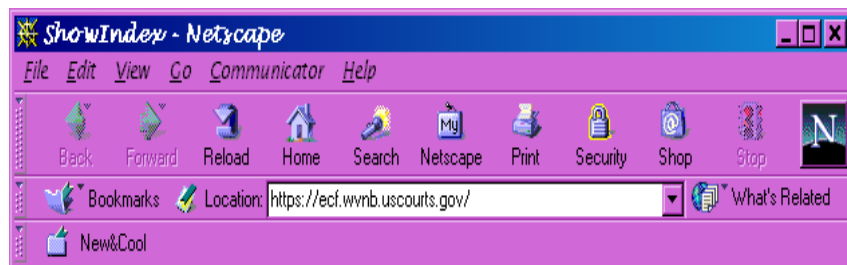 ShowIndex - Netscape
File Edit View Go Communicator Help
My N
Back Forward Reload Home Search Netscape Print Security Shop Stop
Bookmarks Location: https://ecf.wvnb.uscourts.gov/ What's Related
New&Cool